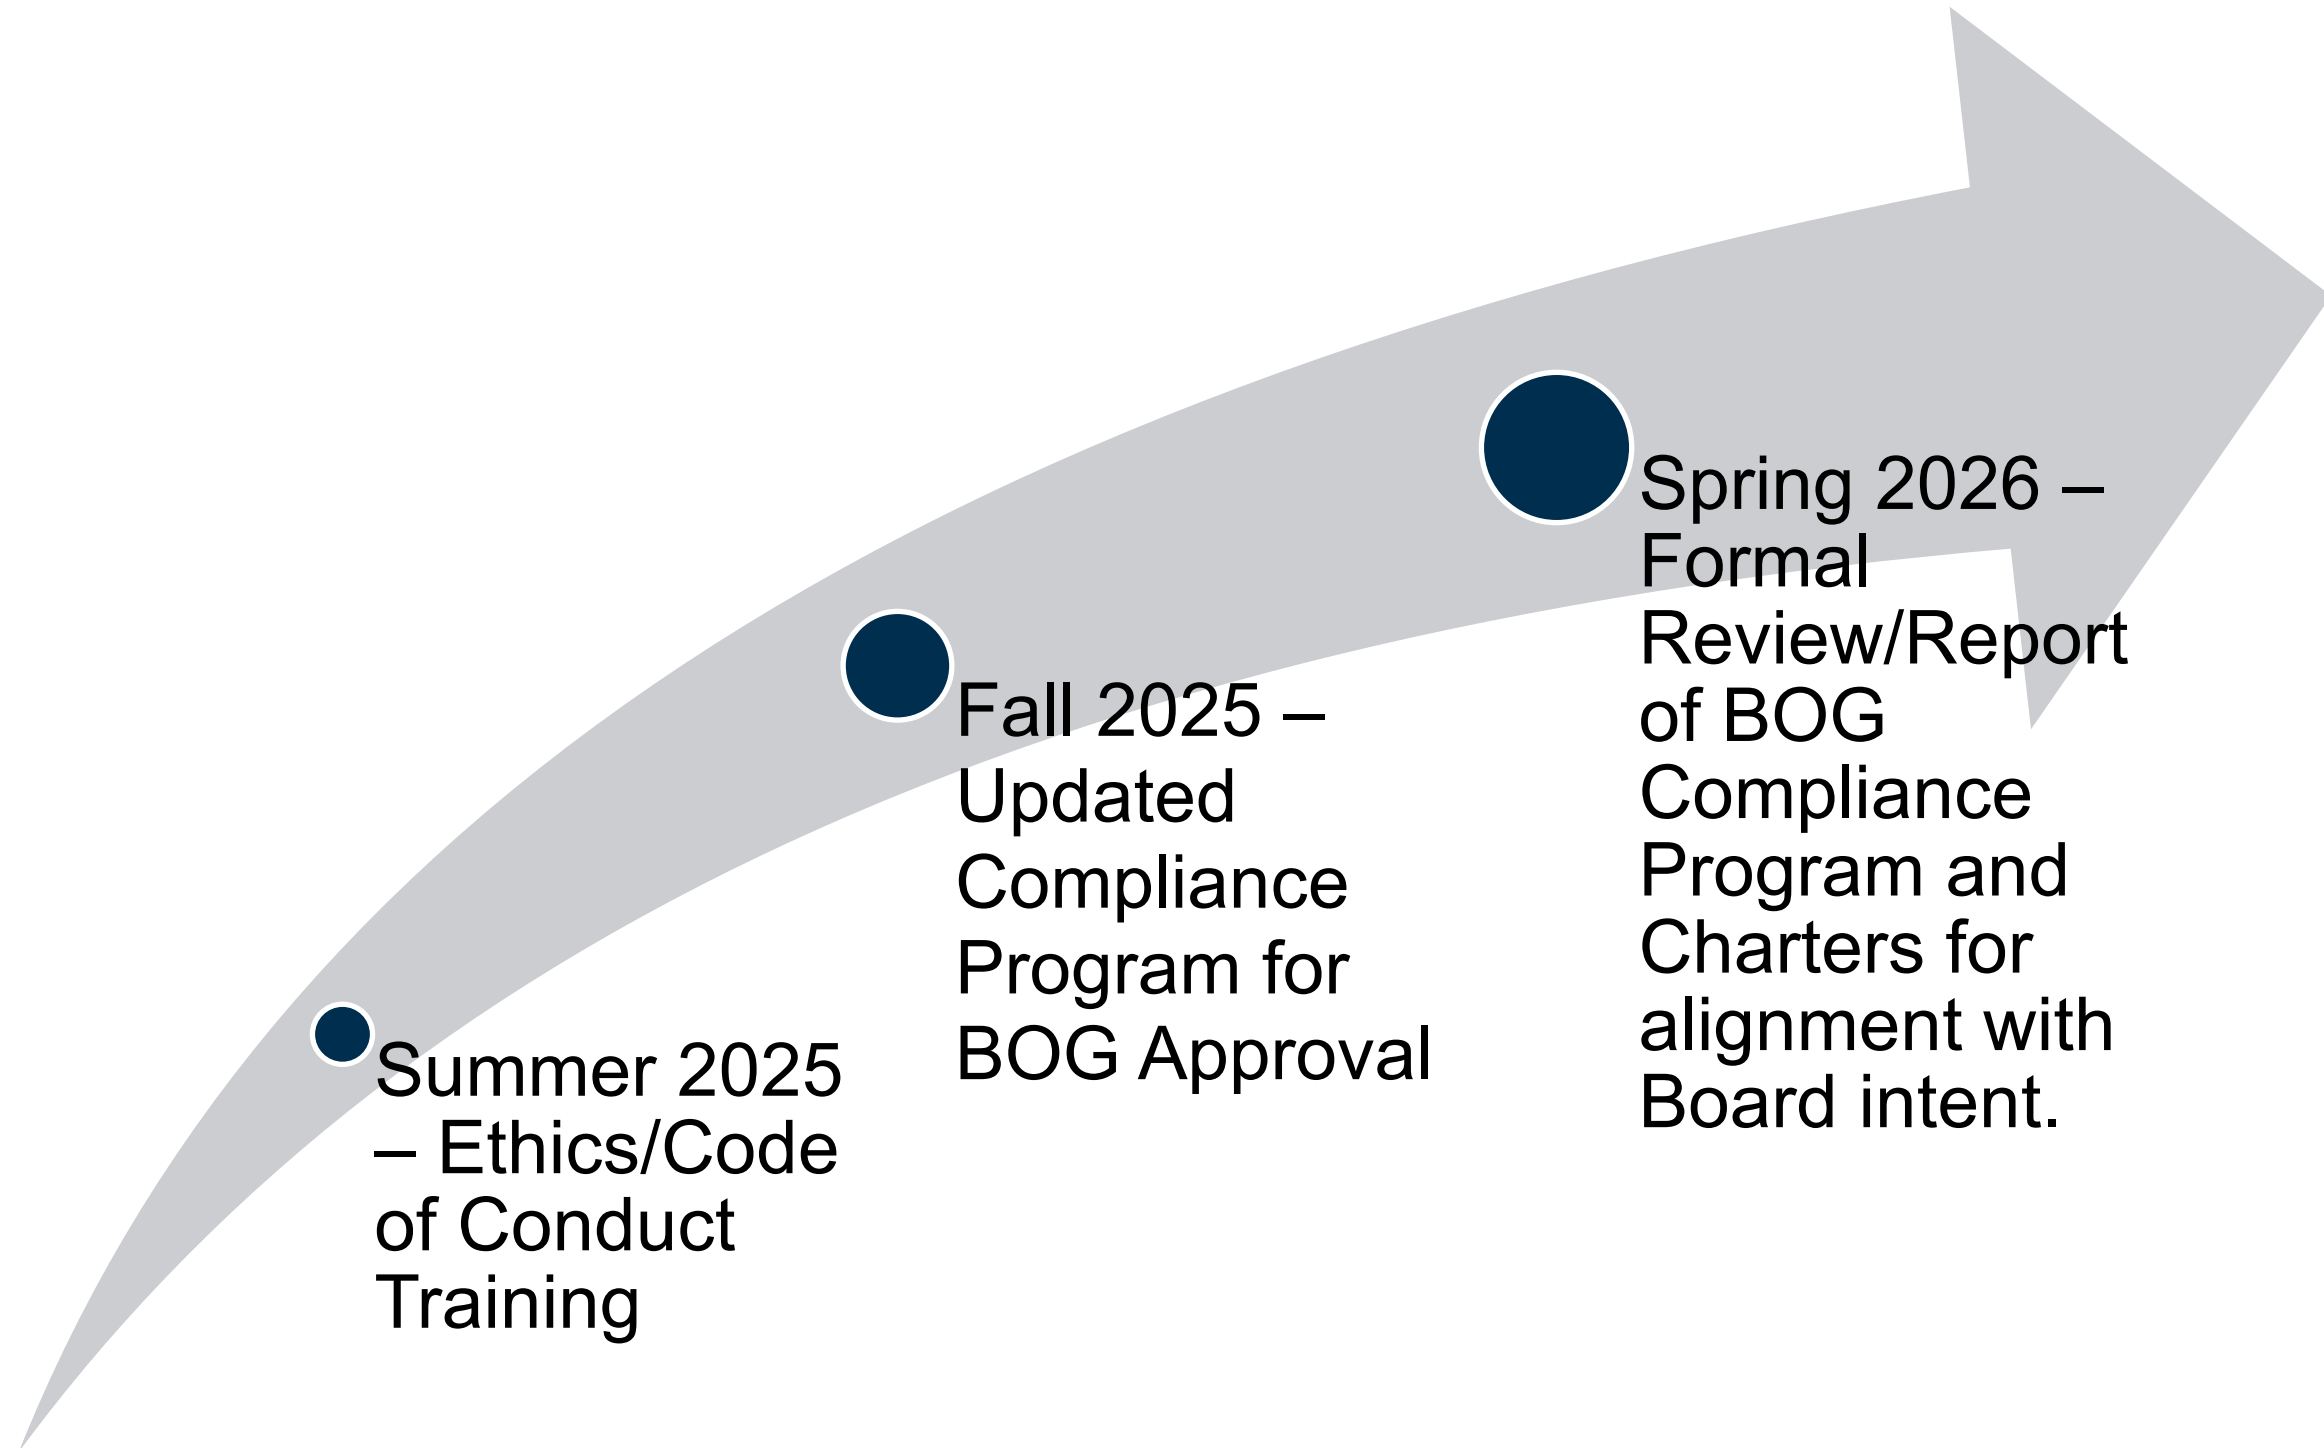 Summer 2025
– Ethics/Code
of Conduct
Training
Fall 2025 –
Updated
Compliance
Program for
BOG Approval
Spring 2026 –
Formal
Review/Report
of BOG
Compliance
Program and
Charters for
alignment with
Board intent.